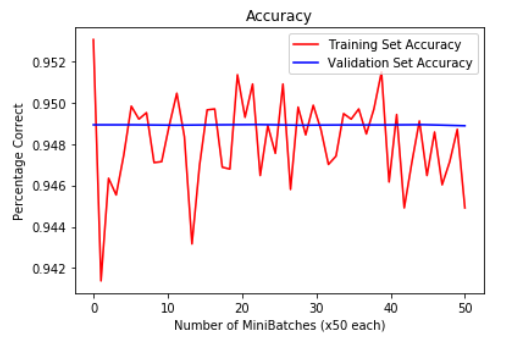 Accuracy
Training Set Accuracy
Validation Set Accuracy
Percentage Correct
0.952
0.950
0.948
0.946
0.944
0.942
0 10 20 30 40 50
Number of MiniBatches (x50 each)